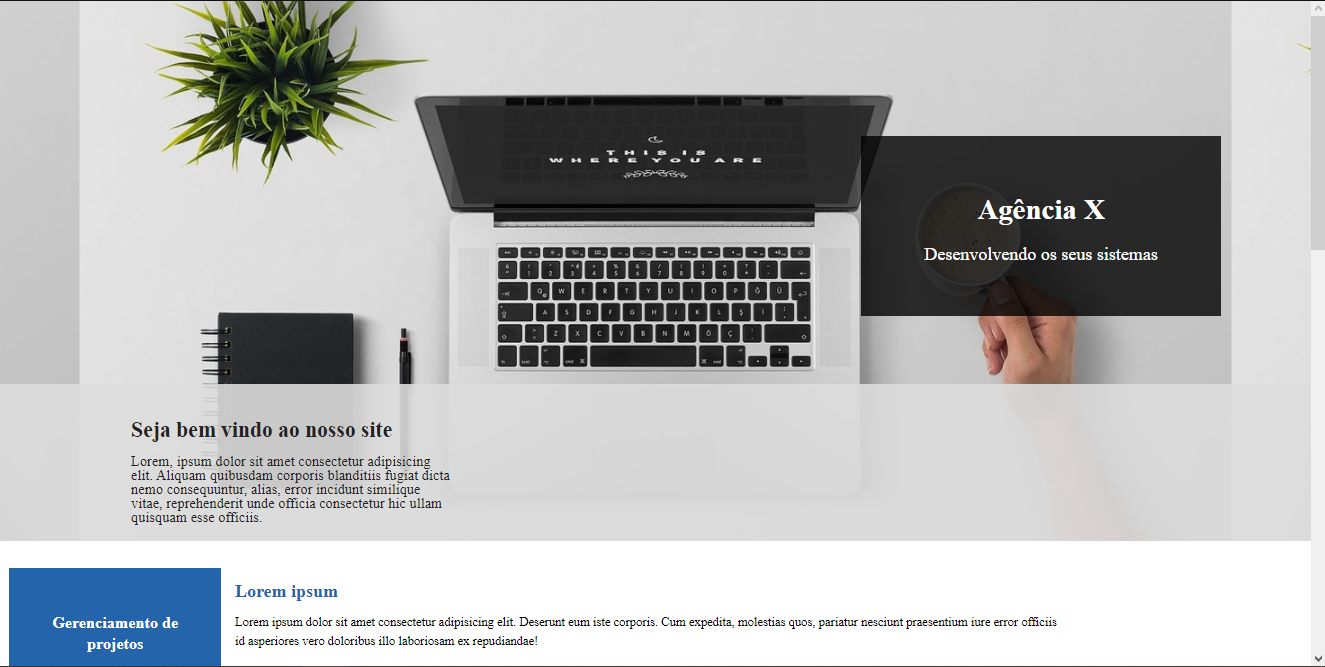 THIS IS
WHERE YOU ARE
Agência X
Desenvolvendo os seus sistemas
Seja bem vindo ao nosso site
Lorem, ipsum dolor sit amet consectetur adipisicing
elit. Aliquam quibusdam corporis blanditiis fugiat dicta
nemo consequuntur, alias, error incidunt similique
vitae, reprehenderit unde officia consectetur hic ullam
quisquam esse officiis.
Gerenciamento de
projetos
Lorem ipsum
Lorem ipsum dolor sit amet consectetur adipisicing elit. Deserunt eum iste corporis. Cum expedita, molestias quos, pariatur nesciunt praesentium iure error officiis
id asperiores vero doloribus illo laboriosam ex repudiandae!